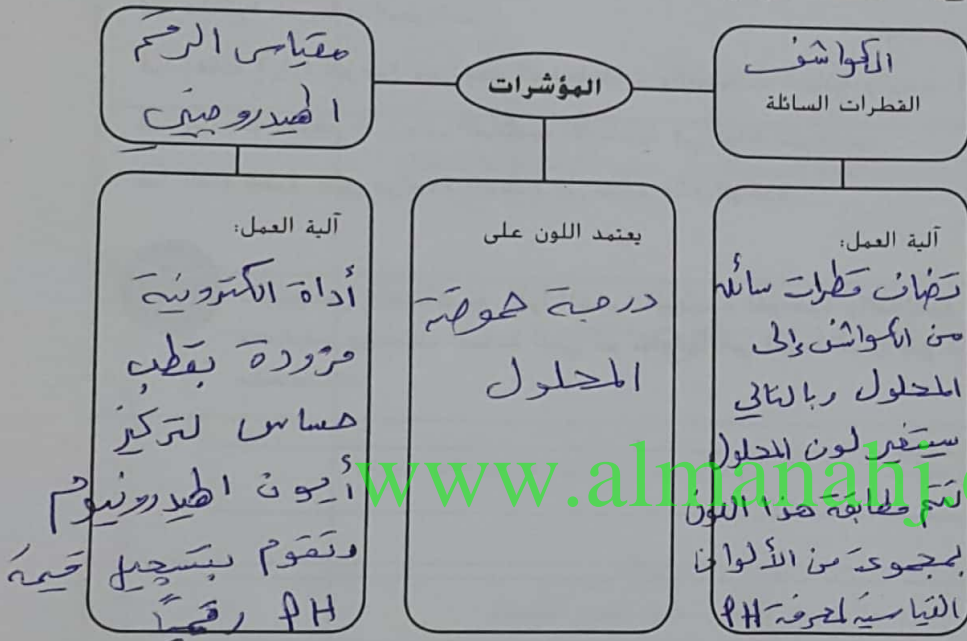 المؤشرات
الكواشف
القطرات السائلة
آلية العمل:
تضاف قطرات سائلة
من الكواشف إلى
المحلول وبالتالي
سيتغير لون المحلول
لتتم مطابقة هذا اللون
بمجموعة من الألوان
القياسية لمعرفة PH
يعتمد اللون على
درجة حموضة
المحلول
مقياس الرقم
الهيدروجيني
آلية العمل:
أداة الكترونية
مزودة بقطب
حساس لتركيز
أيون الهيدرونيوم
وتقوم بتسجيل قيمة
PH رقميًا
www.almanahj.c